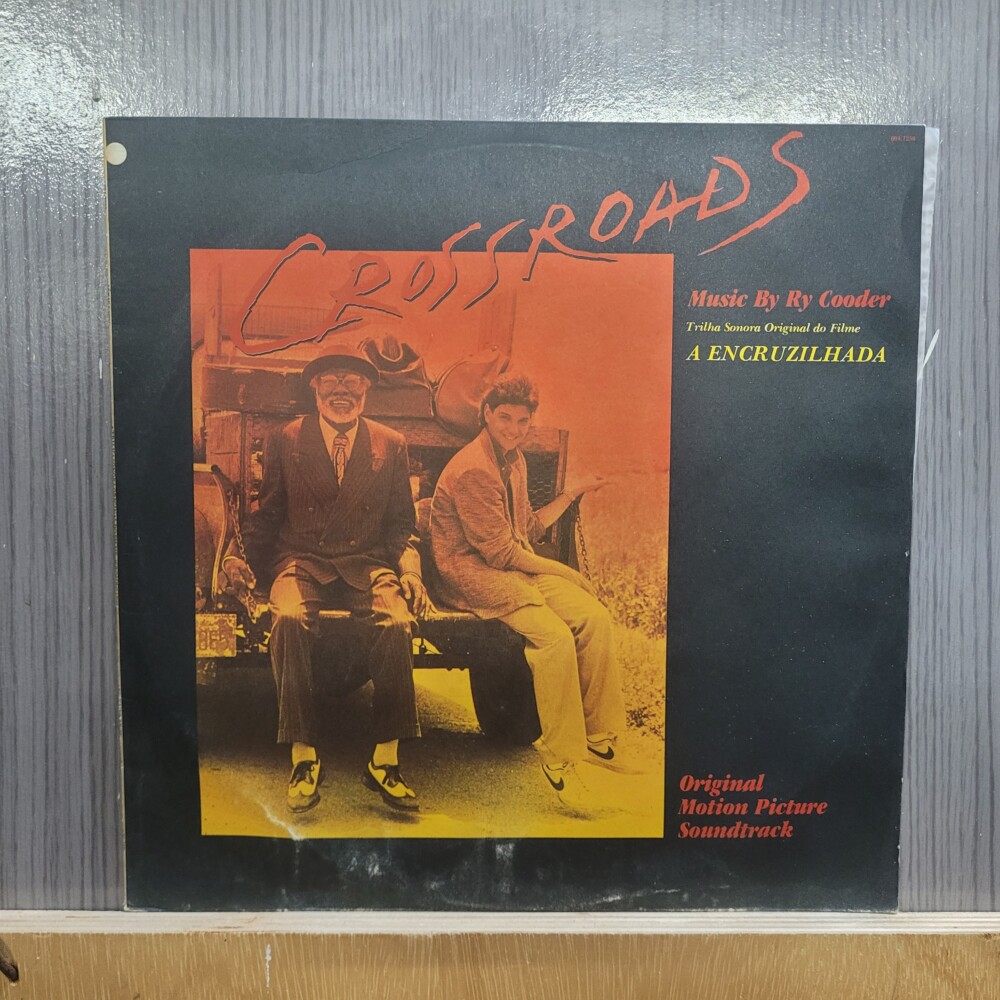 CROSSROADS
Music By Ry Cooder
Trilha Sonora Original do Filme
A ENCRUZILHADA
Original
Motion Picture
Soundtrack